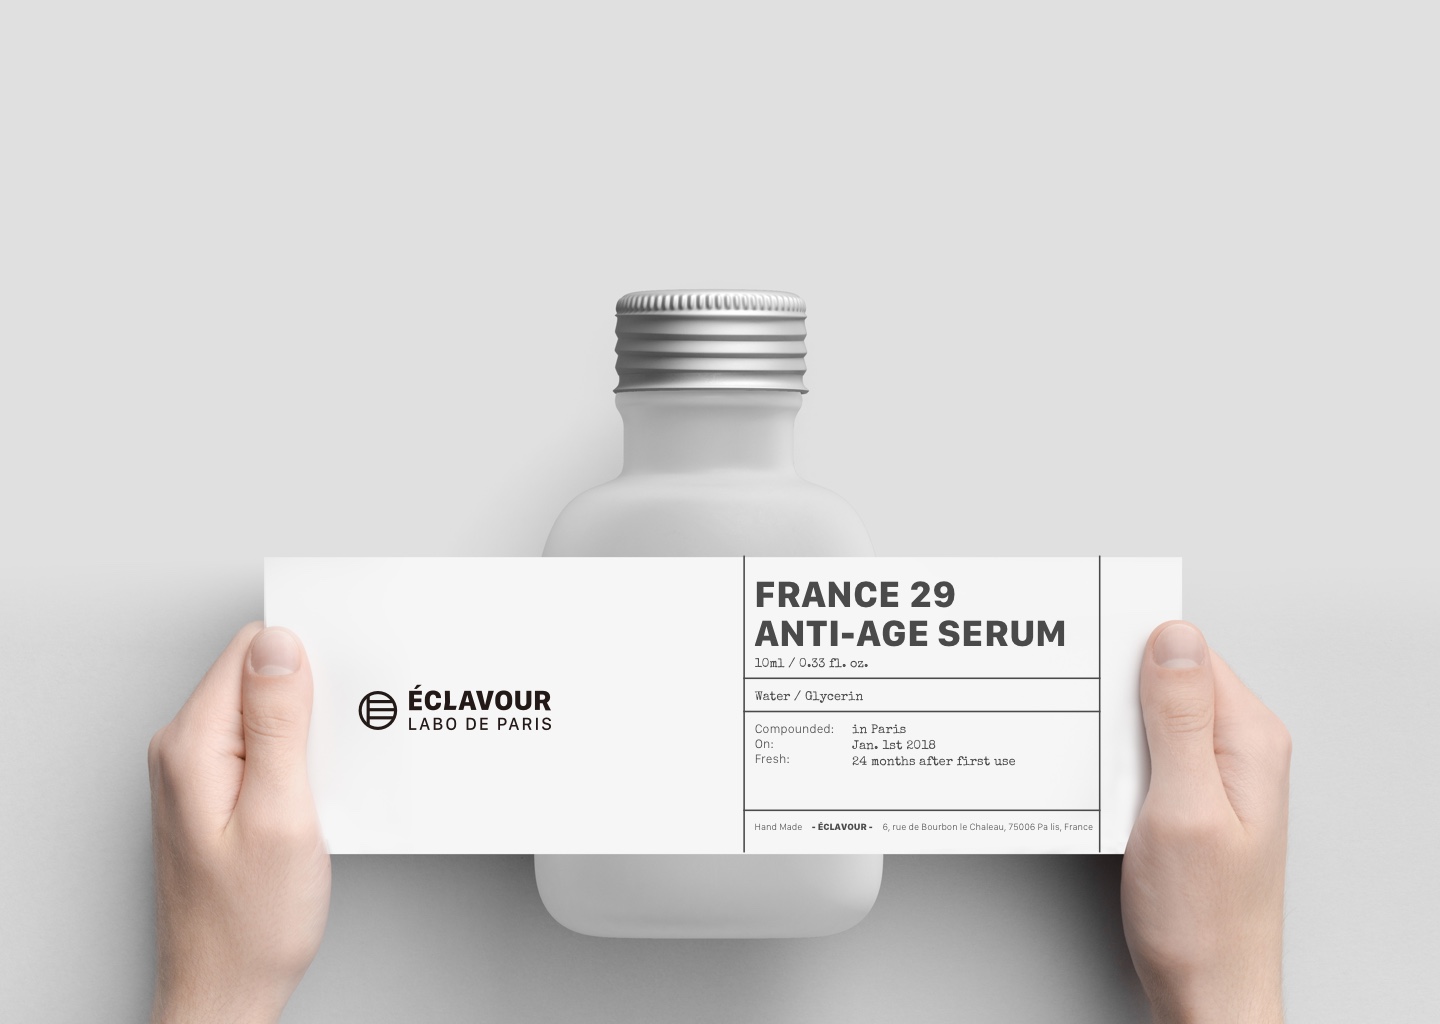 ÉCLAVOUR
LABO DE PARIS
FRANCE 29
ANTI-AGE SERUM
10ml / 0.33 fl. oz.
Water / Glycerin
Compounded: in Paris
On: Jan. 1st 2018
Fresh: 24 months after first use
Hand Made - ÉCLAVOUR - 6, rue de Bourbon le Chaleau, 75006 Pa lis, France